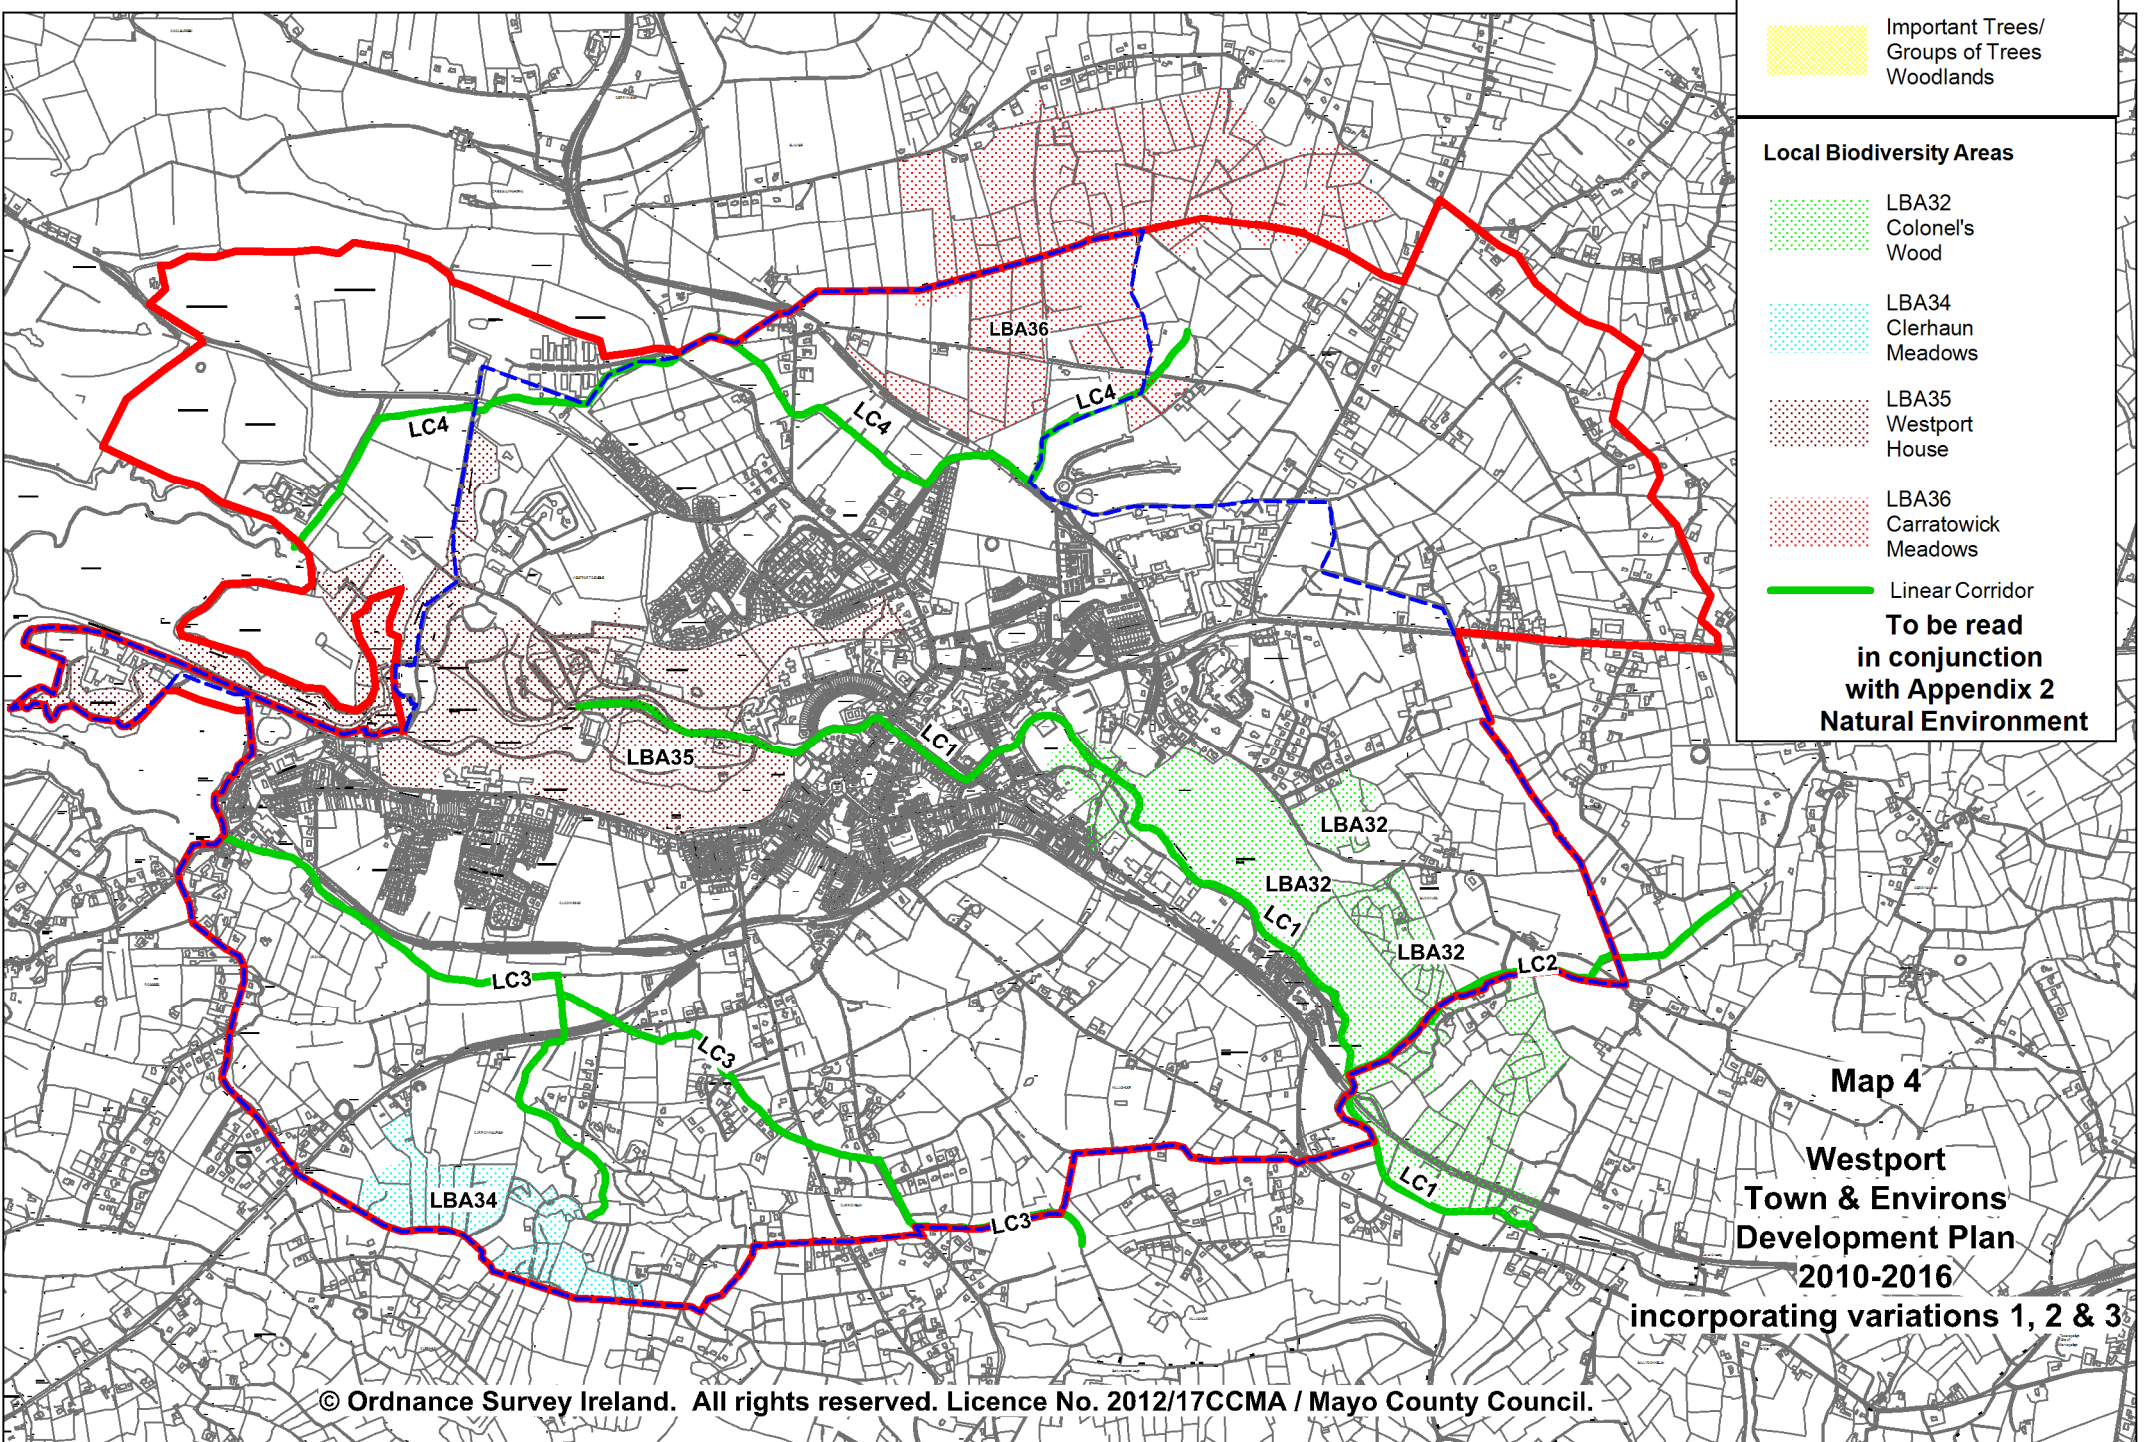 Important Trees/
Groups of Trees
Woodlands
Local Biodiversity Areas
LBA32
Colonel's
Wood
LBA34
Clerhaun
Meadows
LBA35
Westport
House
LBA36
Carratowick
Meadows
Linear Corridor
To be read
in conjunction
with Appendix 2
Natural Environment
LBA36
LC4
LC4
LC4
LBA35
LC1
LBA32
LBA32
LC1
LBA32
LC2
LC3
LC3
LBA34
LC3
LC1
Map 4
Westport
Town & Environs
Development Plan
2010-2016
incorporating variations 1, 2 & 3
© Ordnance Survey Ireland. All rights reserved. Licence No. 2012/17CCMA / Mayo County Council.